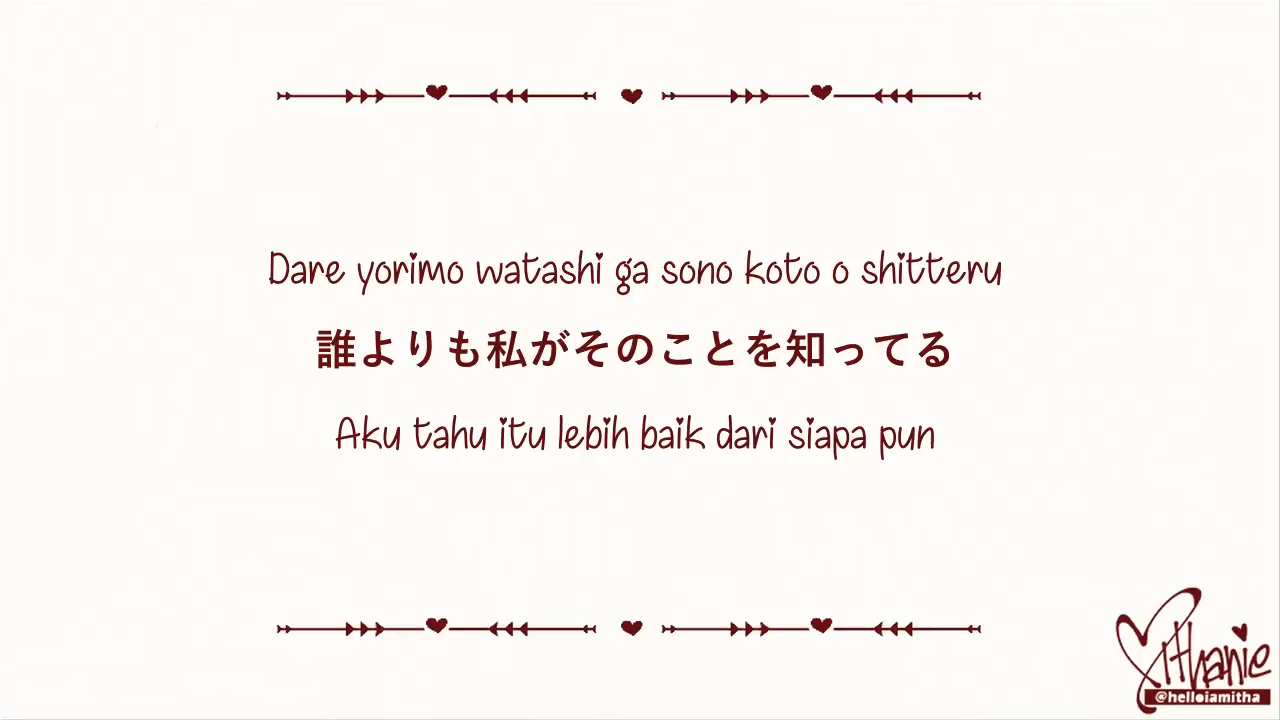 Dare yorimo watashi ga sono koto o shitteru
誰よりも私がそのことを知ってる
Aku tahu itu lebih baik dari siapa pun
Mithanie
@helloiamitha